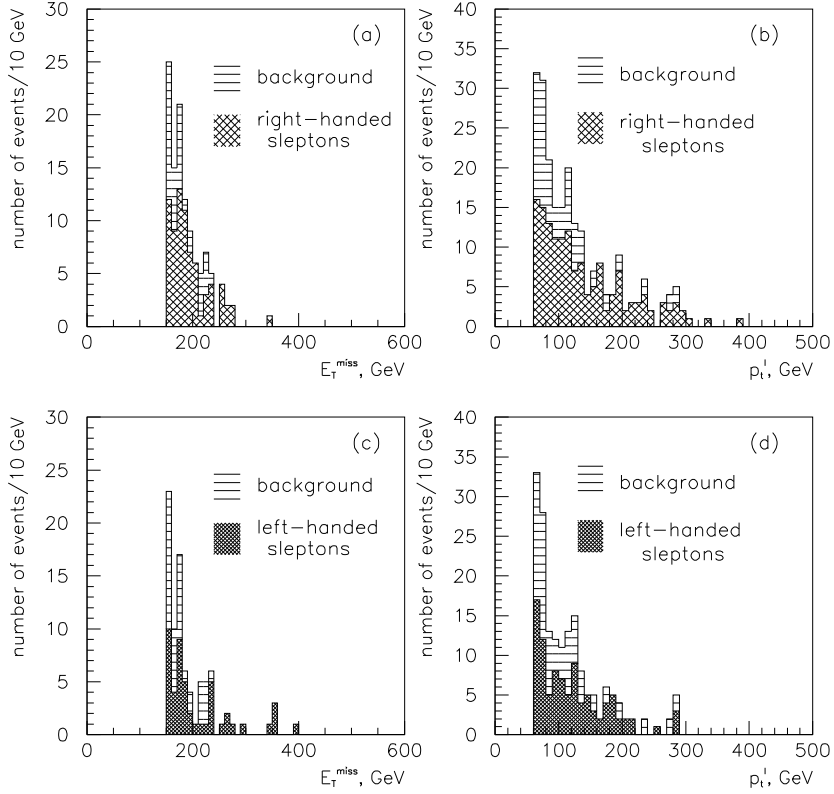 (a)
number of events/10 GeV
30
25
20
15
10
5
0
background
right-handed
sleptons
0 200 400 600
E_T^miss, GeV
(b)
number of events/10 GeV
40
35
30
25
20
15
10
5
0
background
right-handed
sleptons
0 100 200 300 400 500
p_t^l, GeV
(c)
number of events/10 GeV
30
25
20
15
10
5
0
background
left-handed
sleptons
0 200 400 600
E_T^miss, GeV
(d)
number of events/10 GeV
40
35
30
25
20
15
10
5
0
background
left-handed
sleptons
0 100 200 300 400 500
p_t^l, GeV